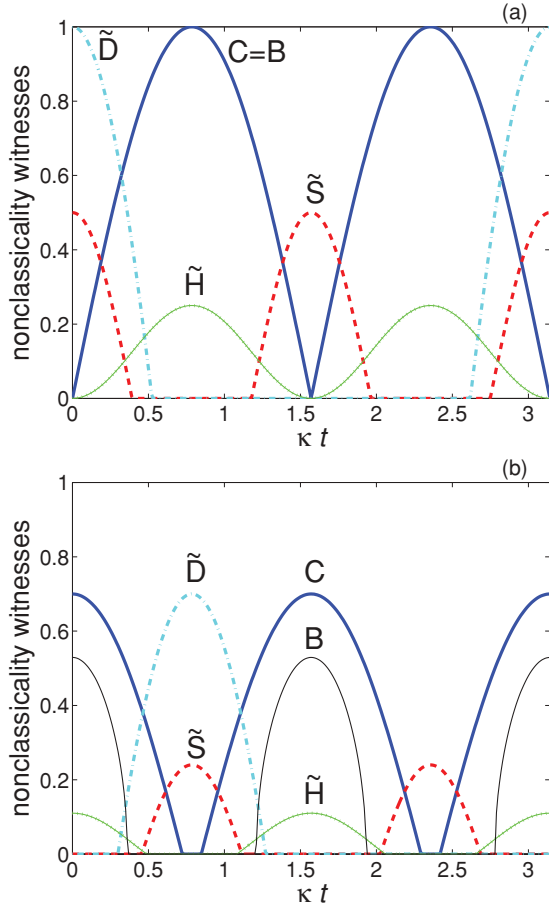 (a)
nonclassicality witnesses
1
0.8
0.6
0.4
0.2
0
D̃
C=B
S̃
H̃
0 0.5 1 1.5 2 2.5 3
κ t
(b)
nonclassicality witnesses
1
0.8
0.6
0.4
0.2
0
D̃
C
B
S̃
H̃
0 0.5 1 1.5 2 2.5 3
κ t